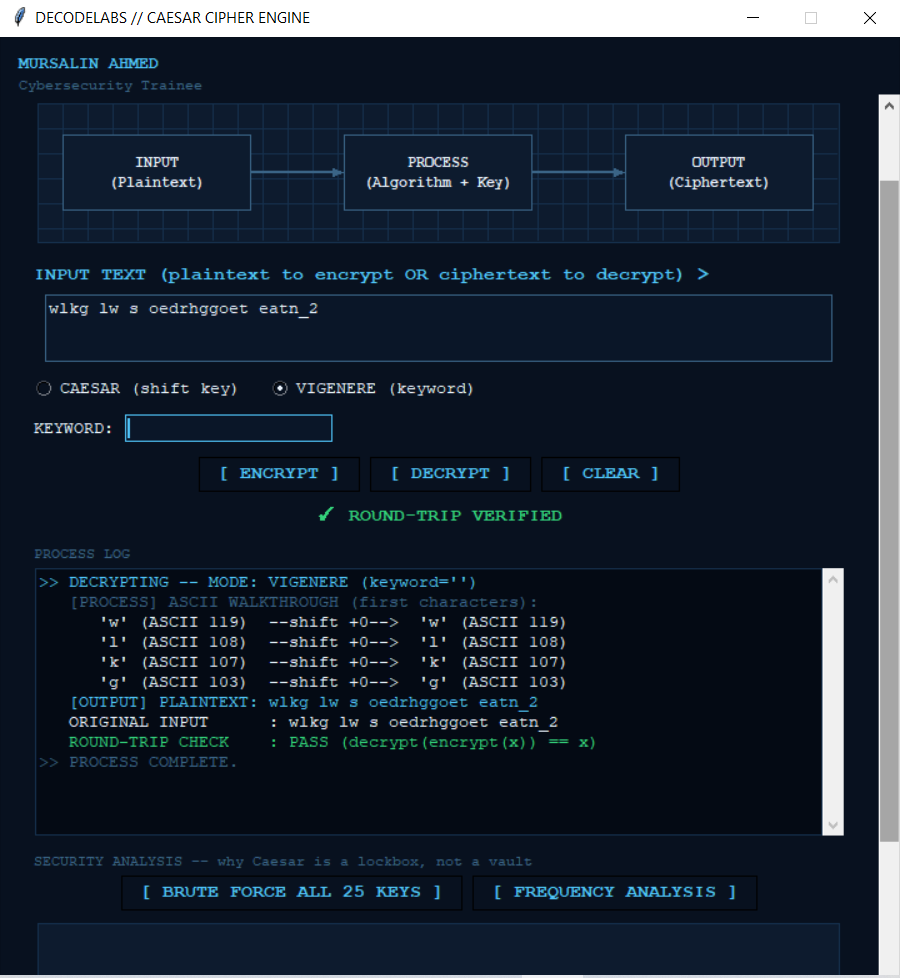 DECODELABS // CAESAR CIPHER ENGINE
MURSALIN AHMED
Cybersecurity Trainee
INPUT
(Plaintext)
PROCESS
(Algorithm + Key)
OUTPUT
(Ciphertext)
INPUT TEXT (plaintext to encrypt OR ciphertext to decrypt) >
wlkg lw s oedrhggoet eatn_2
CAESAR (shift key) VIGENERE (keyword)
KEYWORD:
[ ENCRYPT ] [ DECRYPT ] [ CLEAR ]
✓ ROUND-TRIP VERIFIED
PROCESS LOG
>> DECRYPTING -- MODE: VIGENERE (keyword='')
[PROCESS] ASCII WALKTHROUGH (first characters):
'w' (ASCII 119) --shift +0--> 'w' (ASCII 119)
'l' (ASCII 108) --shift +0--> 'l' (ASCII 108)
'k' (ASCII 107) --shift +0--> 'k' (ASCII 107)
'g' (ASCII 103) --shift +0--> 'g' (ASCII 103)
[OUTPUT] PLAINTEXT: wlkg lw s oedrhggoet eatn_2
ORIGINAL INPUT : wlkg lw s oedrhggoet eatn_2
ROUND-TRIP CHECK : PASS (decrypt(encrypt(x)) == x)
>> PROCESS COMPLETE.
SECURITY ANALYSIS -- why Caesar is a lockbox, not a vault
[ BRUTE FORCE ALL 25 KEYS ] [ FREQUENCY ANALYSIS ]